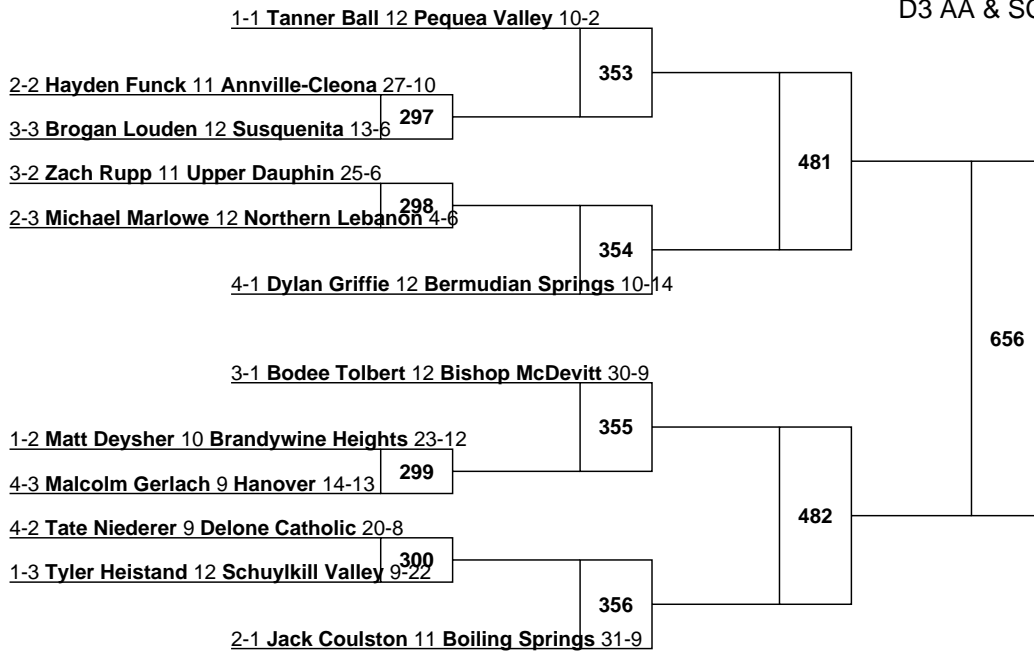 D3 AA & SC
1-1 Tanner Ball 12 Pequea Valley 10-2
353
2-2 Hayden Funck 11 Annville-Cleona 27-10
297
3-3 Brogan Louden 12 Susquenita 13-6
481
3-2 Zach Rupp 11 Upper Dauphin 25-6
298
2-3 Michael Marlowe 12 Northern Lebanon 4-6
354
4-1 Dylan Griffie 12 Bermudian Springs 10-14
656
3-1 Bodee Tolbert 12 Bishop McDevitt 30-9
355
1-2 Matt Deysher 10 Brandywine Heights 23-12
299
4-3 Malcolm Gerlach 9 Hanover 14-13
482
4-2 Tate Niederer 9 Delone Catholic 20-8
300
1-3 Tyler Heistand 12 Schuylkill Valley 9-22
356
2-1 Jack Coulston 11 Boiling Springs 31-9